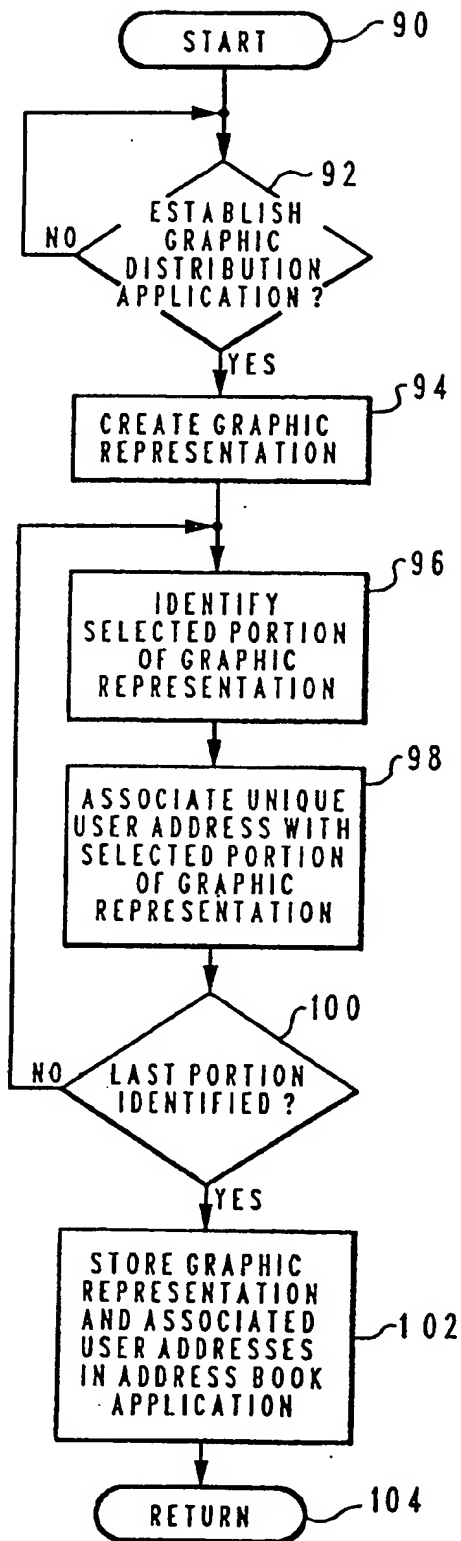 START
90
92
ESTABLISH
GRAPHIC
DISTRIBUTION
APPLICATION ?
NO
YES
94
CREATE GRAPHIC
REPRESENTATION
96
IDENTIFY
SELECTED PORTION
OF GRAPHIC
REPRESENTATION
98
ASSOCIATE UNIQUE
USER ADDRESS WITH
SELECTED PORTION
OF GRAPHIC
REPRESENTATION
100
NO
LAST PORTION
IDENTIFIED ?
YES
STORE GRAPHIC
REPRESENTATION
AND ASSOCIATED
USER ADDRESSES
IN ADDRESS BOOK
APPLICATION
102
RETURN
104